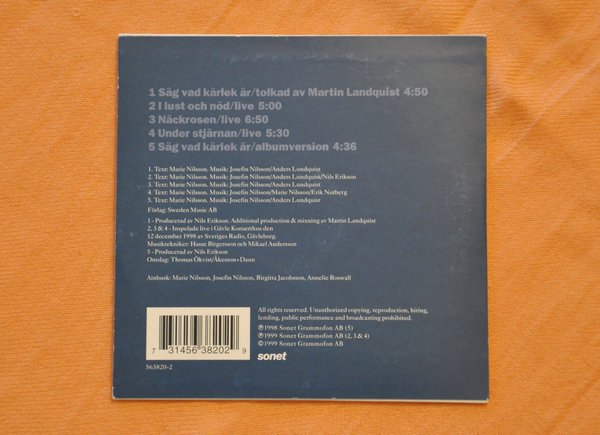 1 Säg vad kärlek är/tolkad av Martin Landquist 4:50
2 I lust och nöd/live 5:00
3 Näckrosen/live 6:50
4 Under stjärnan/live 5:30
5 Säg vad kärlek är/albumversion 4:36
1. Text: Marie Nilsson. Musik: Josefin Nilsson/Anders Lundquist
2. Text: Marie Nilsson. Musik: Josefin Nilsson/Anders Lundquist/Nils Erikson
3. Text: Marie Nilsson. Musik: Josefin Nilsson/Anders Lundquist
4. Text: Marie Nilsson. Musik: Josefin Nilsson/Marie Nilsson/Erik Norberg
5. Text: Marie Nilsson. Musik: Josefin Nilsson/Anders Lundquist
Förlag: Sweden Music AB
1 - Producerad av Nils Erikson. Additional production & mixning av Martin Landquist
2, 3 & 4 - Inspelade live i Gävle Konserthus den
12 december 1998 av Sveriges Radio, Gävleborg.
Musiktekniker: Hasse Birgersson och Mikael Andersson
5 - Producerad av Nils Erikson
Omslag: Thomas Ökvist/Åkesson+Daun
Ainbusk: Marie Nilsson, Josefin Nilsson, Birgitta Jacobsson, Annelie Roswall
All rights reserved. Unauthorized copying, reproduction, hiring,
lending, public performance and broadcasting prohibited.
℗1998 Sonet Grammofon AB (5)
℗1999 Sonet Grammofon AB (2, 3 & 4)
©1999 Sonet Grammofon AB
sonet
7 31456 38202 9
563820-2